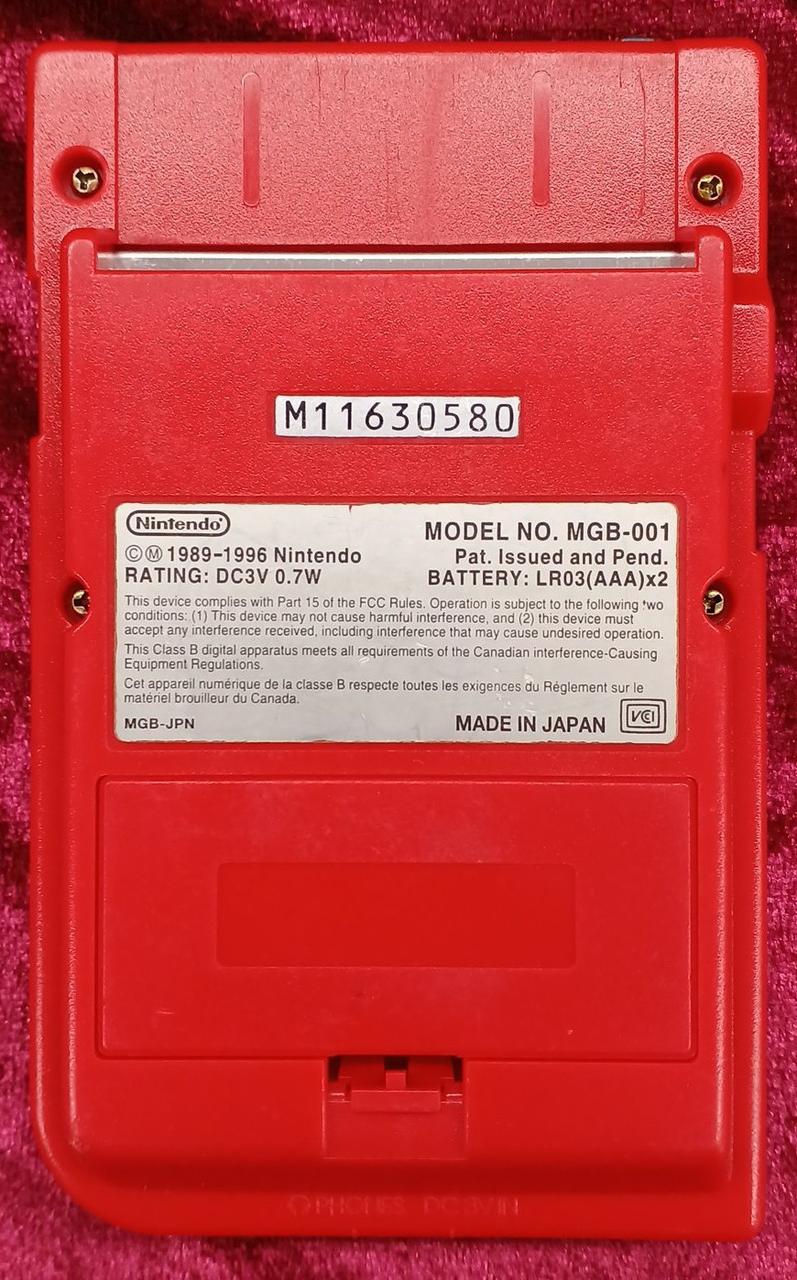 M11630580
Nintendo
MODEL NO. MGB-001
©Ⓜ 1989-1996 Nintendo
Pat. Issued and Pend.
RATING: DC3V 0.7W
BATTERY: LR03(AAA)x2
This device complies with Part 15 of the FCC Rules. Operation is subject to the following two
conditions: (1) This device may not cause harmful interference, and (2) this device must
accept any interference received, including interference that may cause undesired operation.
This Class B digital apparatus meets all requirements of the Canadian interference-Causing
Equipment Regulations.
Cet appareil numérique de la classe B respecte toutes les exigences du Réglement sur le
matériel brouilleur du Canada.
MGB-JPN
MADE IN JAPAN
VCI
PHONES DC3V IN